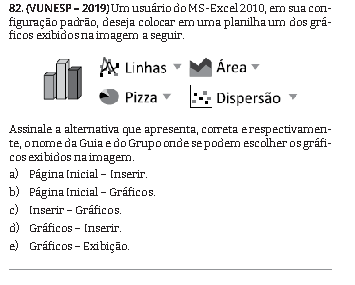 82. (VUNESP – 2019) Um usuário do MS-Excel 2010, em sua con-
figuração padrão, deseja colocar em uma planilha um dos grá-
ficos exibidos na imagem a seguir.
Linhas Área
Pizza Dispersão
Assinale a alternativa que apresenta, correta e respectivamen-
te, o nome da Guia e do Grupo onde se podem escolher os gráfi-
cos exibidos na imagem.
a) Página Inicial – Inserir.
b) Página Inicial – Gráficos.
c) Inserir – Gráficos.
d) Gráficos – Inserir.
e) Gráficos – Exibição.